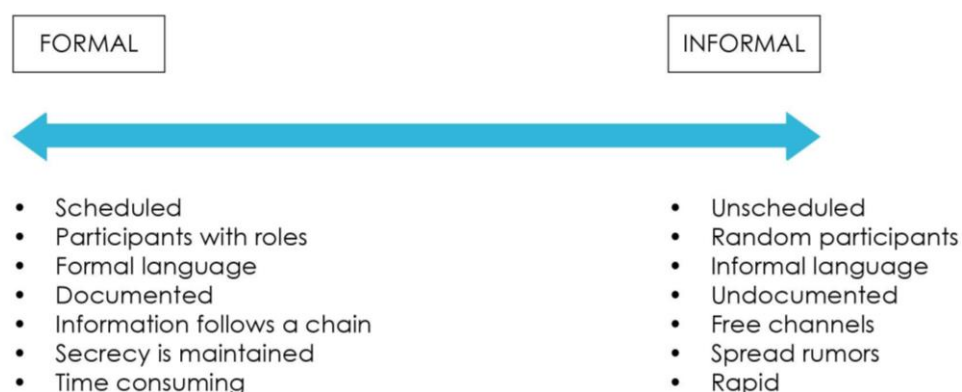 FORMAL
INFORMAL
• Scheduled
• Participants with roles
• Formal language
• Documented
• Information follows a chain
• Secrecy is maintained
• Time consuming
• Unscheduled
• Random participants
• Informal language
• Undocumented
• Free channels
• Spread rumors
• Rapid